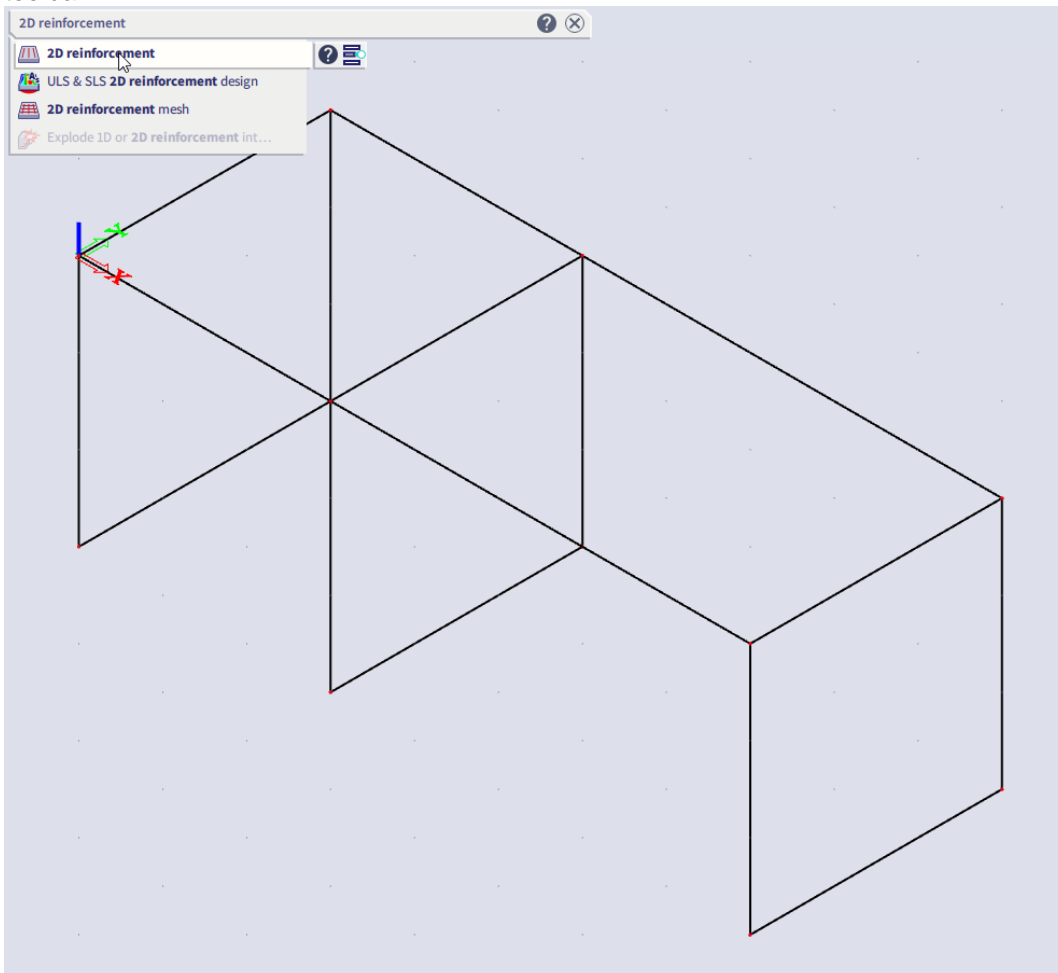 2D reinforcement
2D reinforcement
ULS & SLS 2D reinforcement design
2D reinforcement mesh
Explode 1D or 2D reinforcement int...